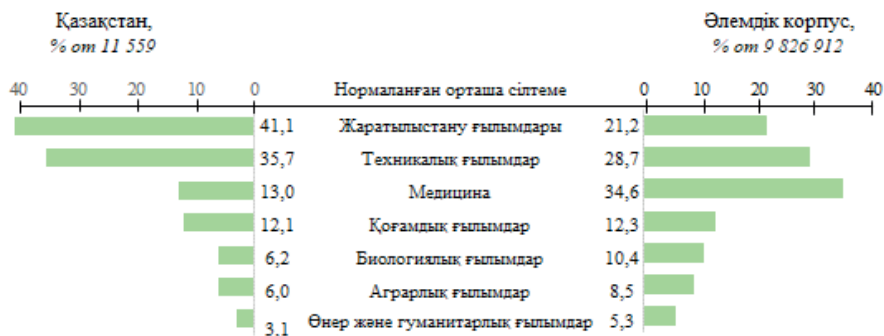 Қазақстан,
% от 11 559
Әлемдік корпус,
% от 9 826 912
40 30 20 10 0 Нормаланған орташа сілтеме 0 10 20 30 40
41,1 Жаратылыстану ғылымдары 21,2
35,7 Техникалық ғылымдар 28,7
13,0 Медицина 34,6
12,1 Қоғамдық ғылымдар 12,3
6,2 Биологиялық ғылымдар 10,4
6,0 Аграрлық ғылымдар 8,5
3,1 Өнер және гуманитарлық ғылымдар 5,3